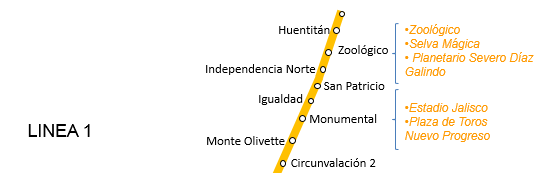 Huentitán
Zoológico
Independencia Norte
San Patricio
Igualdad
Monumental
Monte Olivette
Circunvalación 2
LINEA 1
•Zoológico
•Selva Mágica
• Planetario Severo Díaz
Galindo
•Estadio Jalisco
•Plaza de Toros
Nuevo Progreso